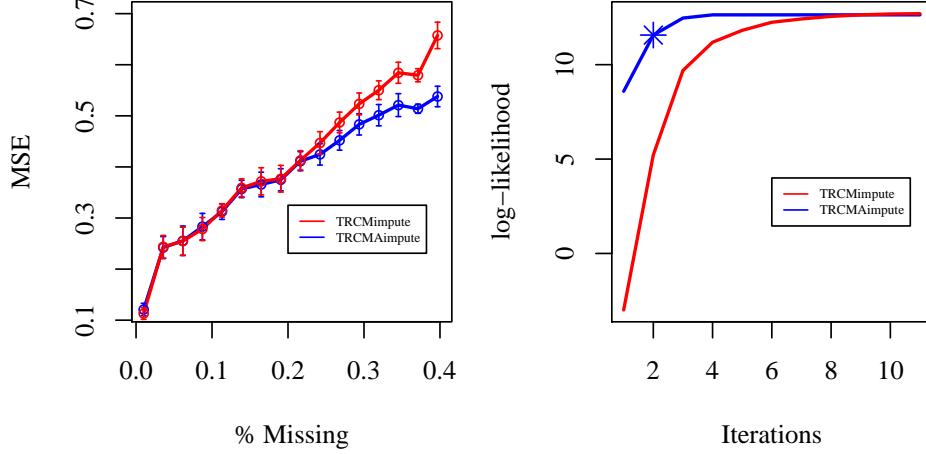 MSE
0.7
0.5
0.3
0.1
TRCMimpute
TRCMAimpute
0.0 0.1 0.2 0.3 0.4
% Missing
log−likelihood
10
5
0
TRCMimpute
TRCMAimpute
2 4 6 8 10
Iterations